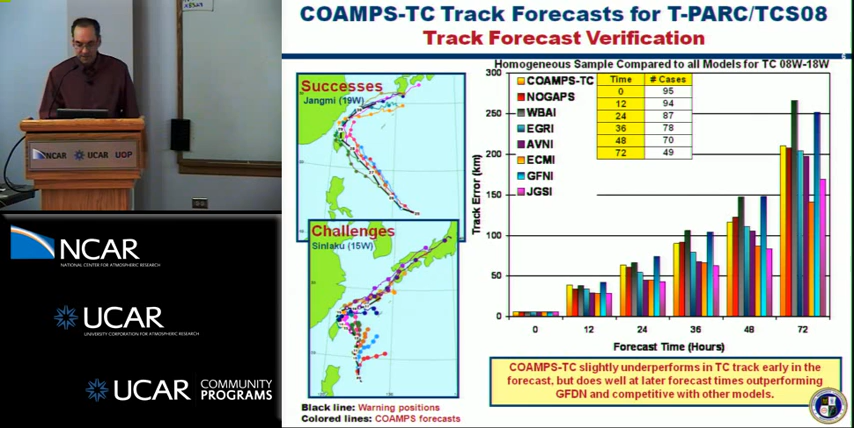 COAMPS-TC Track Forecasts for T-PARC/TCS08
Track Forecast Verification
Homogeneous Sample Compared to all Models for TC 08W-18W
Successes
Jangmi (19W)
Challenges
Sinlaku (15W)
Black line: Warning positions
Colored lines: COAMPS forecasts
Track Error (km)
300
250
200
150
100
50
0
COAMPS-TC
NOGAPS
WBAI
EGRI
AVNI
ECMI
GFNI
JGSI
Time # Cases
0 95
12 94
24 87
36 78
48 70
72 49
0 12 24 36 48 72
Forecast Time (Hours)
COAMPS-TC slightly underperforms in TC track early in the
forecast, but does well at later forecast times outperforming
GFDN and competitive with other models.
NCAR UCAR UOP
NCAR
NATIONAL CENTER FOR ATMOSPHERIC RESEARCH
UCAR
UNIVERSITY CORPORATION FOR ATMOSPHERIC RESEARCH
UCAR COMMUNITY
PROGRAMS